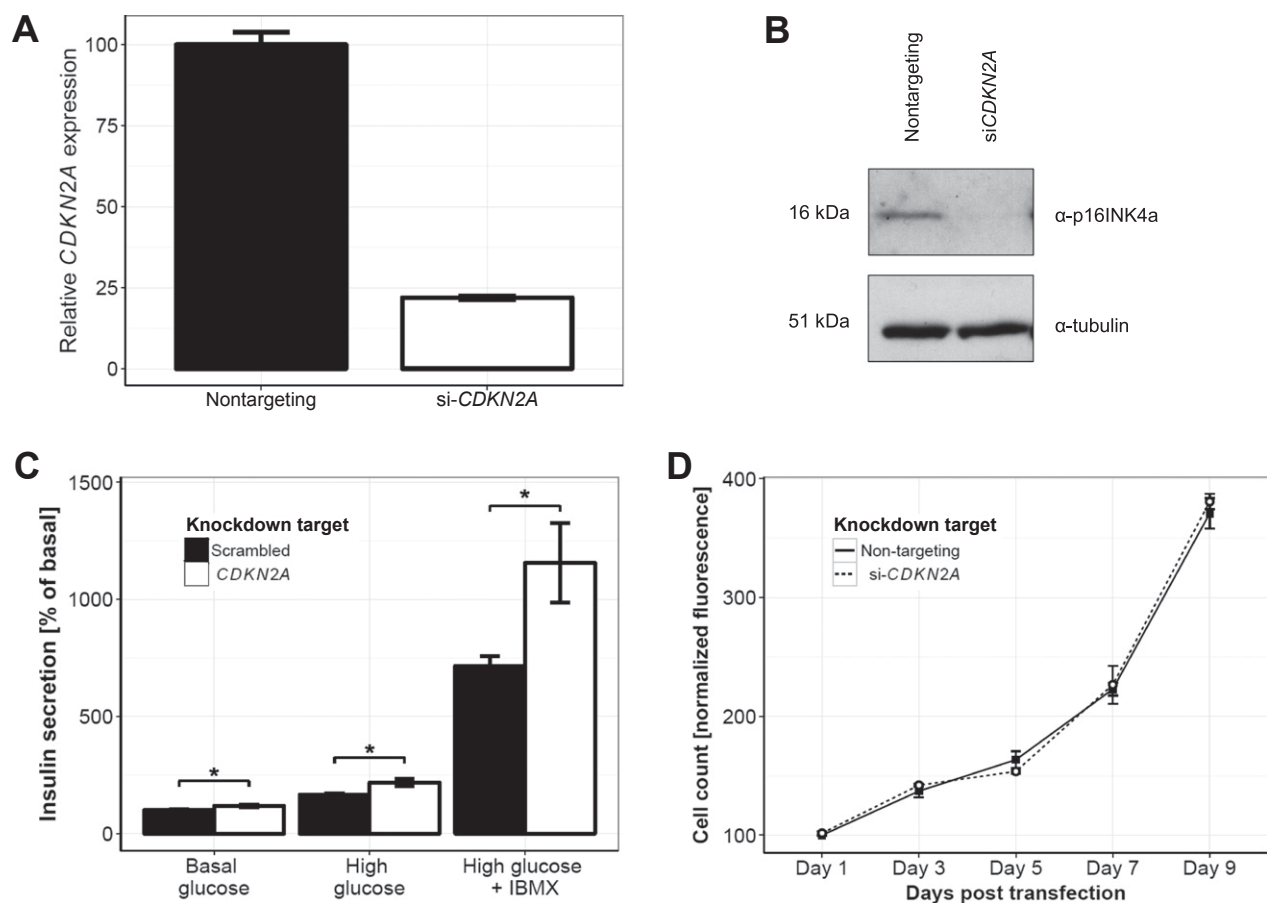 A
Relative CDKN2A expression
100
75
50
25
0
Nontargeting
si-CDKN2A
B
Nontargeting
siCDKN2A
16 kDa
α-p16INK4a
51 kDa
α-tubulin
C
Insulin secretion [% of basal]
1500
1000
500
0
Knockdown target
Scrambled
CDKN2A
*
*
*
Basal
glucose
High
glucose
High glucose
+ IBMX
D
Cell count [normalized fluorescence]
400
300
200
100
Knockdown target
Non-targeting
si-CDKN2A
Day 1
Day 3
Day 5
Day 7
Day 9
Days post transfection